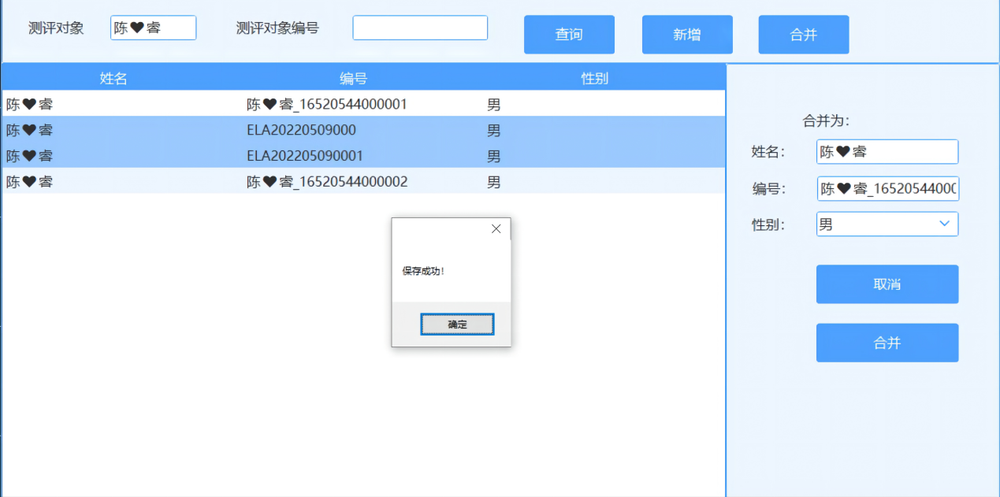 测评对象 陈♥睿 测评对象编号 查询 新增 合并
姓名 编号 性别
陈♥睿 陈♥睿_16520544000001 男
陈♥睿 ELA20220509000 男
陈♥睿 ELA202205090001 男
陈♥睿 陈♥睿_16520544000002 男
保存成功!
确定
合并为:
姓名: 陈♥睿
编号: 陈♥睿_1652054400
性别: 男
取消
合并